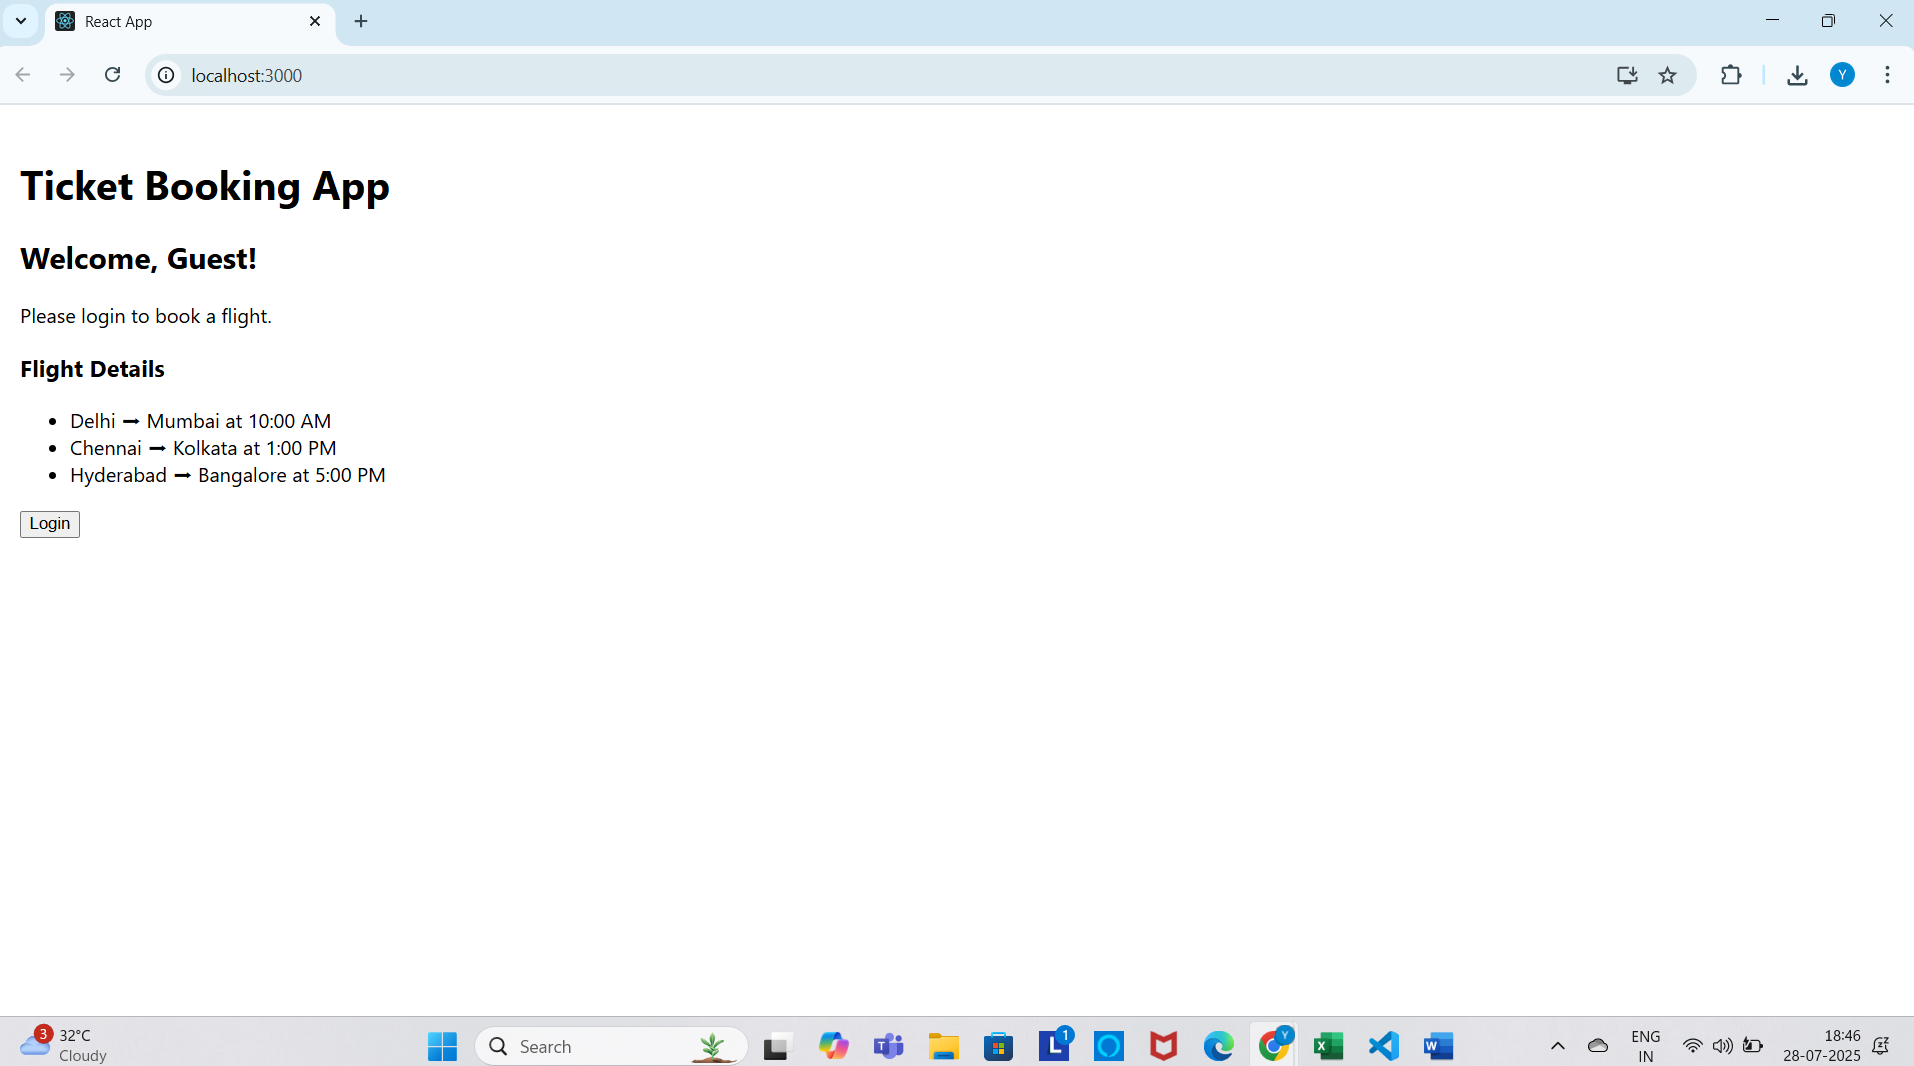 React App
localhost:3000
Y
Ticket Booking App
Welcome, Guest!
Please login to book a flight.
Flight Details
Delhi ➞ Mumbai at 10:00 AM
Chennai ➞ Kolkata at 1:00 PM
Hyderabad ➞ Bangalore at 5:00 PM
Login
3
32°C
Cloudy
Search
T
L
1
Y
X
W
ENG
IN
18:46
28-07-2025